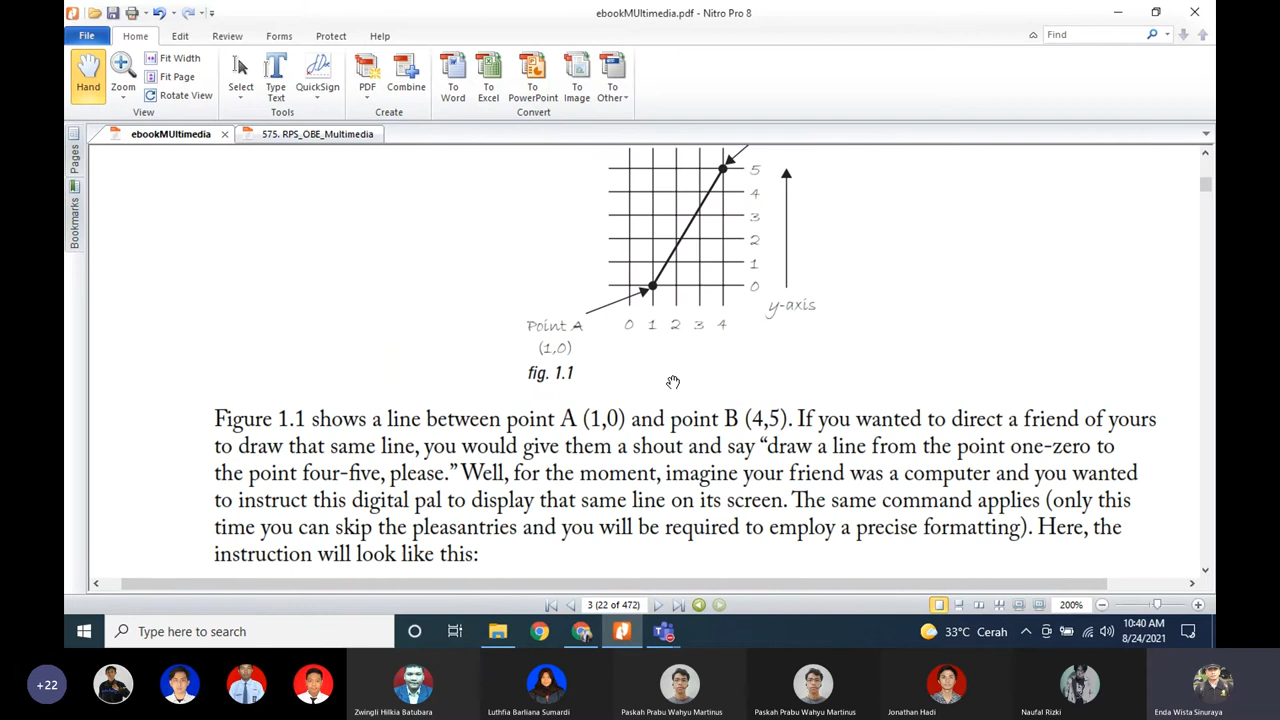 ebookMUltimedia.pdf - Nitro Pro 8
File
Home
Edit
Review
Forms
Protect
Help
Find
Hand
Zoom
Fit Width
Fit Page
Rotate View
View
Select
Type Text
QuickSign
Tools
PDF
Combine
Create
To Word
To Excel
To PowerPoint
To Image
To Other
Convert
ebookMUltimedia
575. RPS_OBE_Multimedia
Pages
Bookmarks
5
4
3
2
1
0
y-axis
Point A
0 1 2 3 4
(1,0)
fig. 1.1
Figure 1.1 shows a line between point A (1,0) and point B (4,5). If you wanted to direct a friend of yours
to draw that same line, you would give them a shout and say “draw a line from the point one-zero to
the point four-five, please.” Well, for the moment, imagine your friend was a computer and you wanted
to instruct this digital pal to display that same line on its screen. The same command applies (only this
time you can skip the pleasantries and you will be required to employ a precise formatting). Here, the
instruction will look like this:
3 (22 of 472)
200%
Type here to search
33°C Cerah
10:40 AM
8/24/2021
+22
Zwingli Hilkia Batubara
Luthfia Barliana Sumardi
Paskah Prabu Wahyu Martinus
Paskah Prabu Wahyu Martinus
Jonathan Hadi
Naufal Rizki
Enda Wista Sinuraya